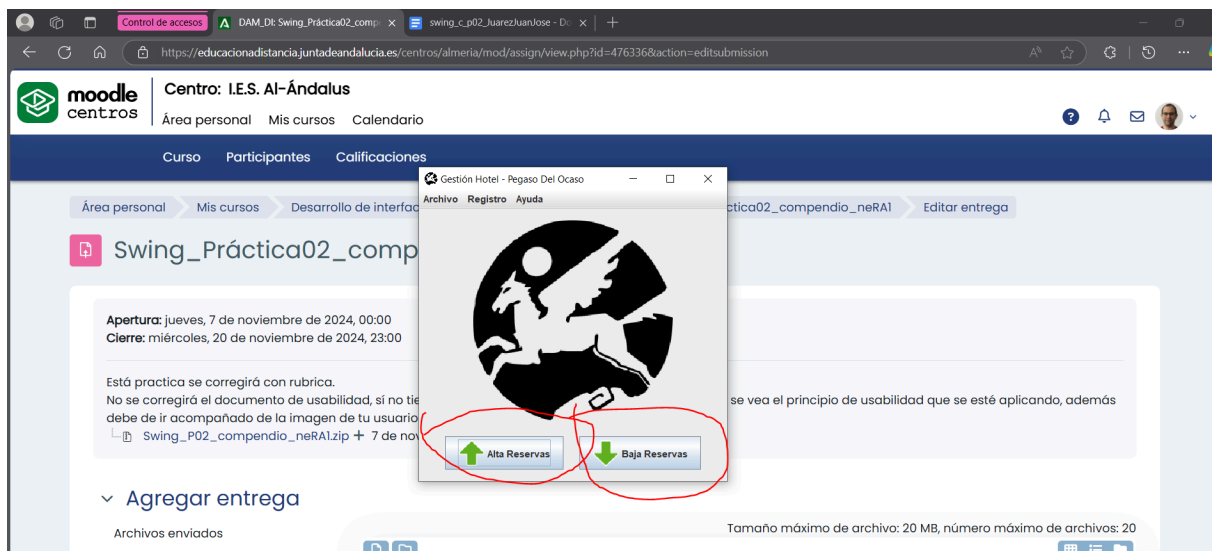 Control de accesos
DAM_DI: Swing_Práctica02_comp
swing_c_p02_JuarezJuanJose - Do
https://educacionadistancia.juntadeandalucia.es/centros/almeria/mod/assign/view.php?id=476336&action=editsubmission
moodle
centros
Centro: I.E.S. Al-Ándalus
Área personal Mis cursos Calendario
Curso Participantes Calificaciones
Gestión Hotel - Pegaso Del Ocaso
Archivo Registro Ayuda
Área personal Mis cursos Desarrollo de interfac ctica02_compendio_neRA1 Editar entrega
Swing_Práctica02_comp
Apertura: jueves, 7 de noviembre de 2024, 00:00
Cierre: miércoles, 20 de noviembre de 2024, 23:00
Está practica se corregirá con rubrica.
No se corregirá el documento de usabilidad, sí no tie se vea el principio de usabilidad que se esté aplicando, además
debe de ir acompañado de la imagen de tu usuario
Swing_P02_compendio_neRA1.zip + 7 de nov
Alta Reservas Baja Reservas
Agregar entrega
Archivos enviados
Tamaño máximo de archivo: 20 MB, número máximo de archivos: 20